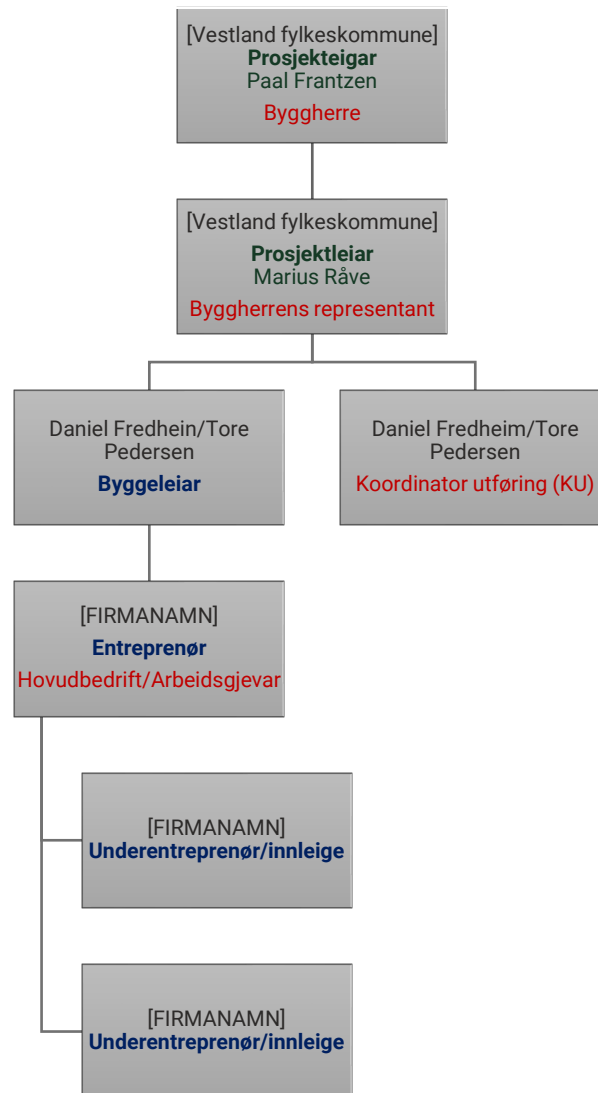 [Vestland fylkeskommune]
Prosjekteigar
Paal Frantzen
Byggherre
[Vestland fylkeskommune]
Prosjektleiar
Marius Råve
Byggherrens representant
Daniel Fredhein/Tore
Pedersen
Byggeleiar
Daniel Fredheim/Tore
Pedersen
Koordinator utføring (KU)
[FIRMANAMN]
Entreprenør
Hovudbedrift/Arbeidsgjevar
[FIRMANAMN]
Underentreprenør/innleige
[FIRMANAMN]
Underentreprenør/innleige